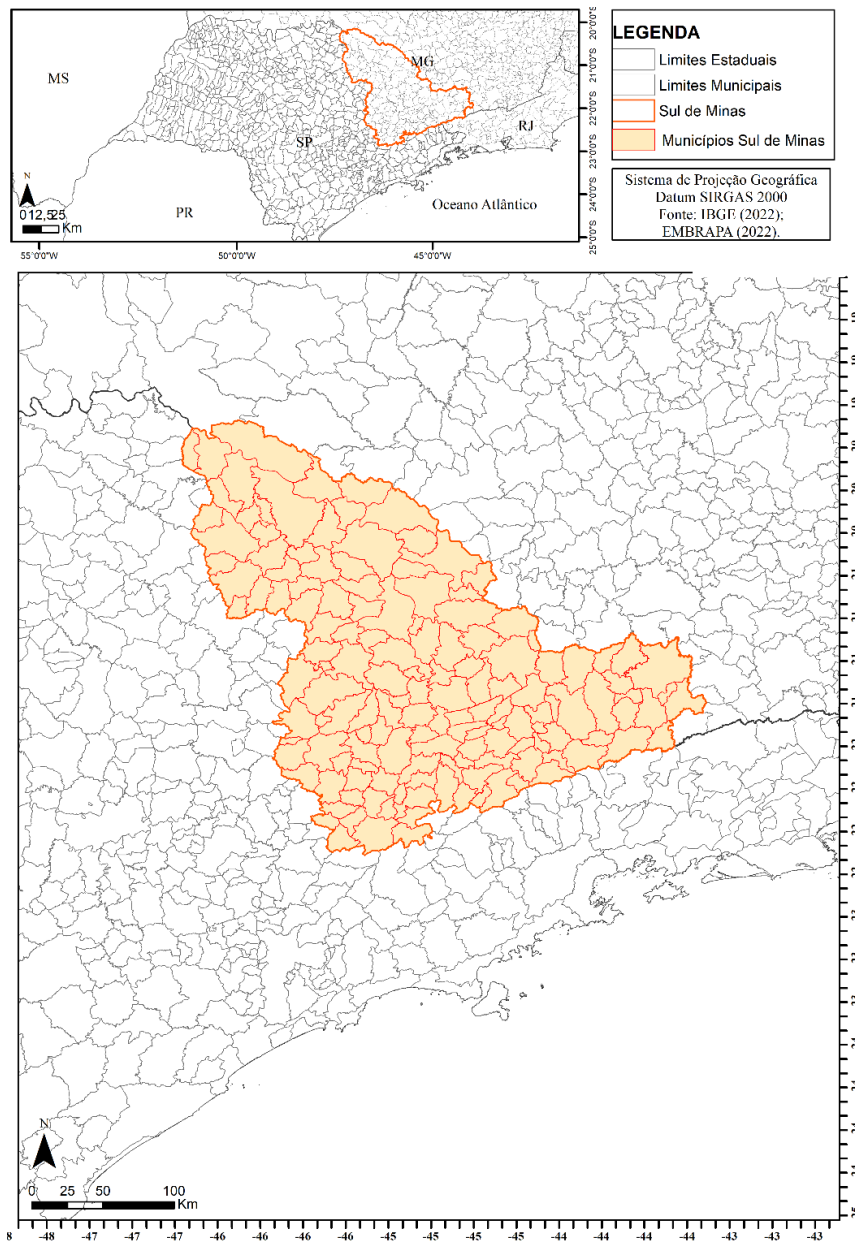 MS
MG
SP
RJ
PR
Oceano Atlântico
N
012,525
Km
55°0'0"W
50°0'0"W
45°0'0"W
20°0'0"S
21°0'0"S
22°0'0"S
23°0'0"S
24°0'0"S
25°0'0"S
LEGENDA
Limites Estaduais
Limites Municipais
Sul de Minas
Municípios Sul de Minas
Sistema de Projeção Geográfica
Datum SIRGAS 2000
Fonte: IBGE (2022);
EMBRAPA (2022).
N
0 25 50 100
Km
8 -48 -47 -47 -46 -46 -45 -45 -44 -44 -43 -43